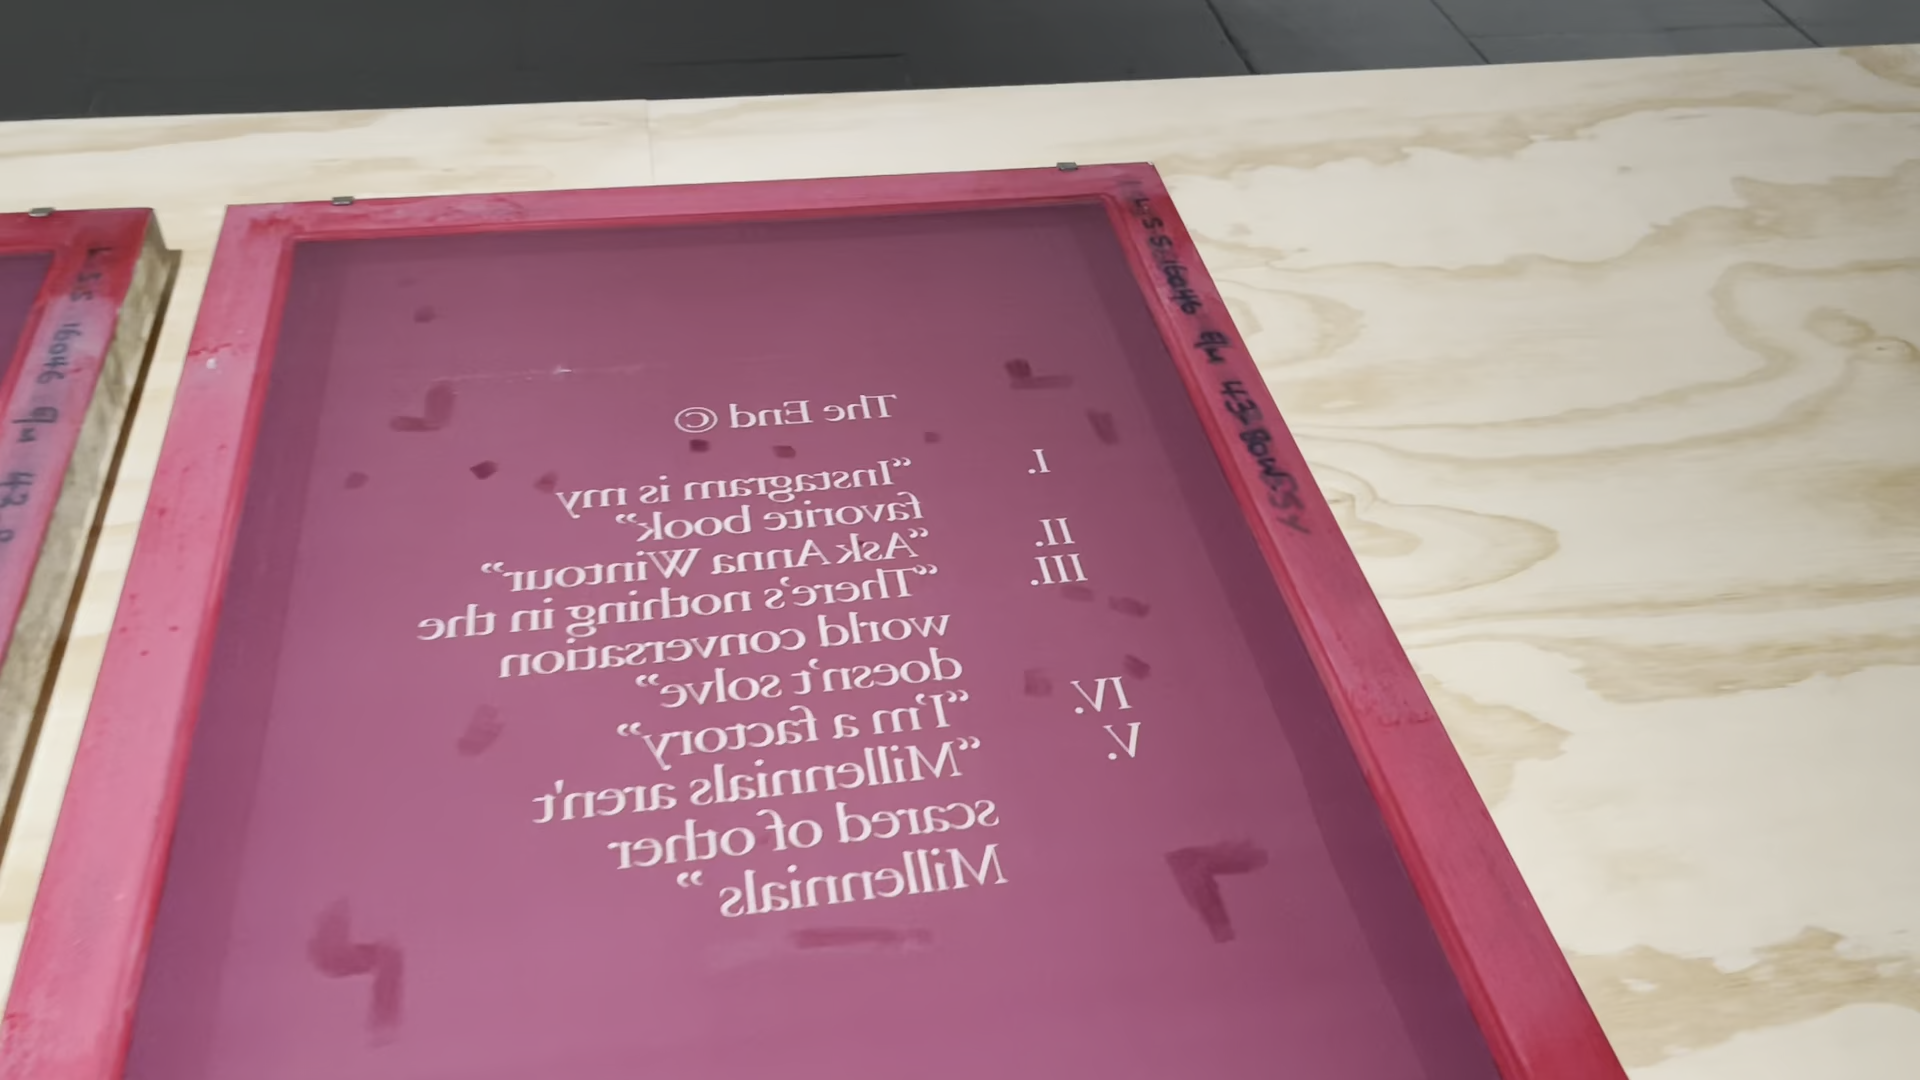 The End ©
I. “Instagram is my
favorite book”
II. “Ask Anna Wintour”
III. “There's nothing in the
world conversation
doesn't solve”
IV. “I'm a factory”
V. “Millennials aren't
scared of other
Millennials”